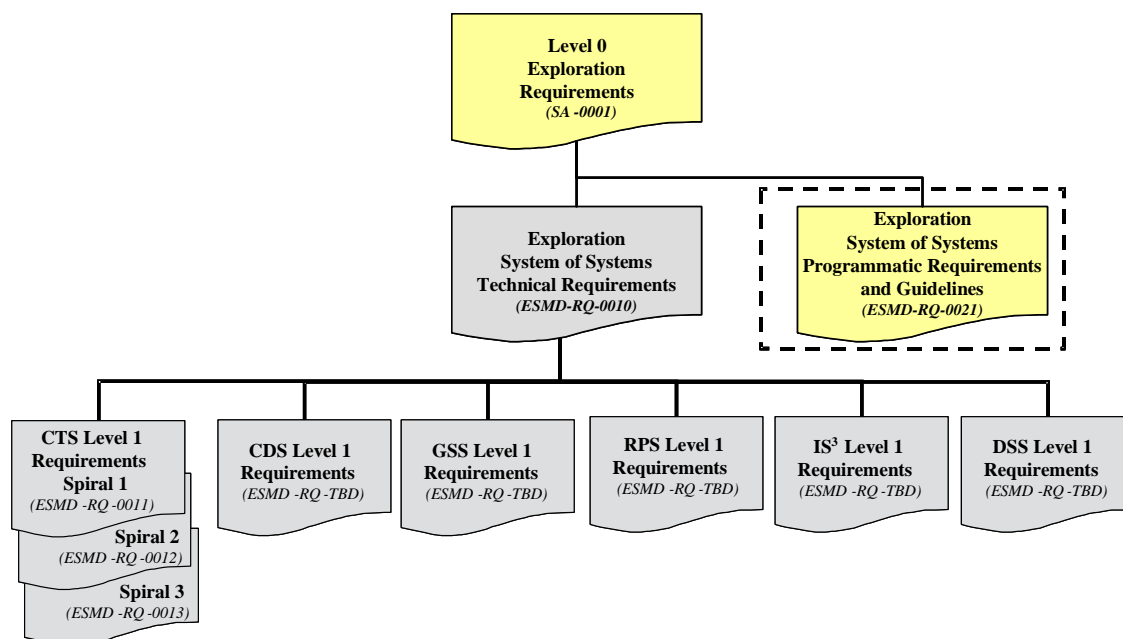 Level 0
Exploration
Requirements
(SA -0001)
Exploration
System of Systems
Technical Requirements
(ESMD-RQ-0010)
Exploration
System of Systems
Programmatic Requirements
and Guidelines
(ESMD-RQ-0021)
CTS Level 1
Requirements
Spiral 1
(ESMD -RQ -0011)
Spiral 2
(ESMD -RQ -0012)
Spiral 3
(ESMD -RQ -0013)
CDS Level 1
Requirements
(ESMD -RQ -TBD)
GSS Level 1
Requirements
(ESMD -RQ -TBD)
RPS Level 1
Requirements
(ESMD -RQ -TBD)
IS³ Level 1
Requirements
(ESMD -RQ -TBD)
DSS Level 1
Requirements
(ESMD -RQ -TBD)